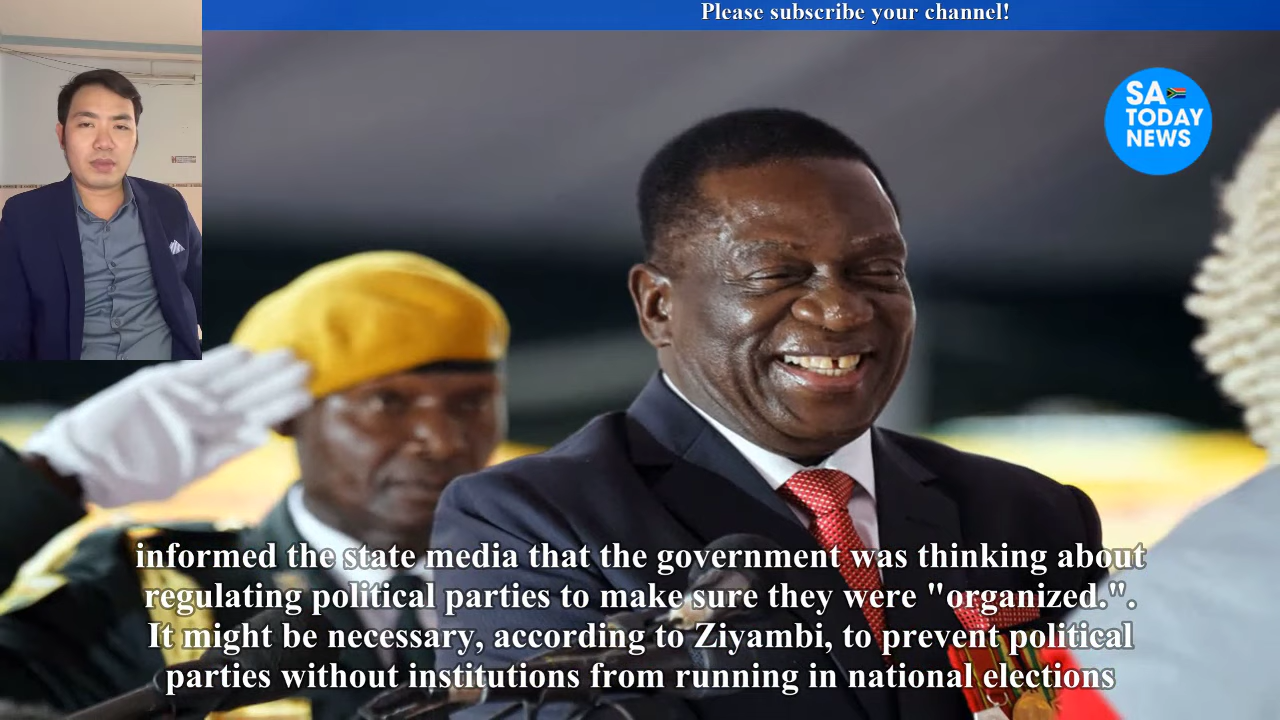 Please subscribe your channel!
SA
TODAY
NEWS
informed the state media that the government was thinking about
regulating political parties to make sure they were "organized.".
It might be necessary, according to Ziyambi, to prevent political
parties without institutions from running in national elections